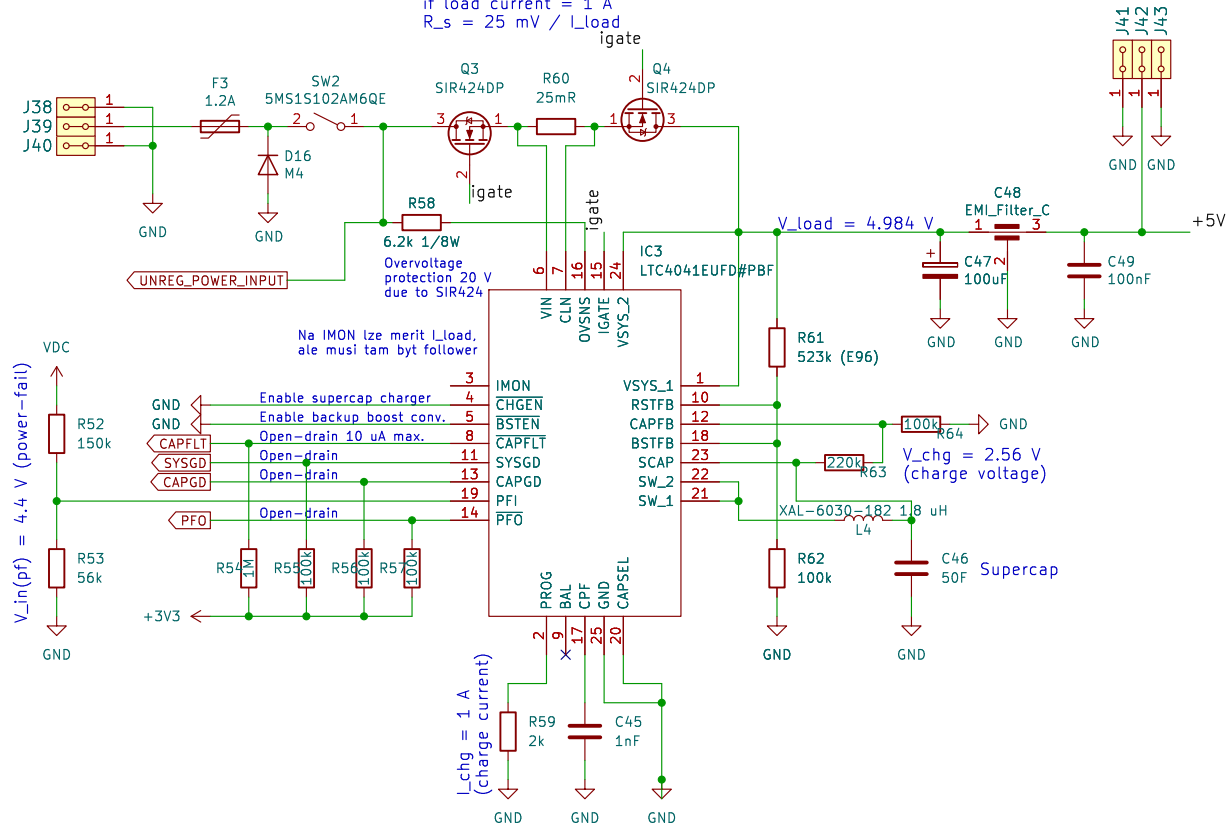 if load current = 1 A
R_s = 25 mV / I_load
igate
J41
J42
J43
1
1
1
GND
GND
J38
J39
J40
1
1
1
GND
F3
1.2A
D16
M4
GND
SW2
5MS1S102AM6QE
2
1
Q3
SIR424DP
3
1
2
igate
R60
25mR
Q4
SIR424DP
2
1
3
R58
6.2k 1/8W
igate
Overvoltage
protection 20 V
due to SIR424
UNREG_POWER_INPUT
V_load = 4.984 V
C48
EMI_Filter_C
1
3
2
+5V
C47
100uF
C49
100nF
GND
GND
GND
IC3
LTC4041EUFD#PBF
6
7
16
15
24
VIN
CLN
OVSNS
IGATE
VSYS_2
Na IMON lze merit I_load,
ale musi tam byt follower
R61
523k (E96)
VDC
V_in(pf) = 4.4 V (power-fail)
R52
150k
R53
56k
GND
3 IMON
GND Enable supercap charger 4 CHGEN
GND Enable backup boost conv. 5 BSTEN
CAPFLT Open-drain 10 uA max. 8 CAPFLT
SYSGD Open-drain 11 SYSGD
CAPGD Open-drain 13 CAPGD
19 PFI
PFO Open-drain 14 PFO
VSYS_1 1
RSTFB 10
CAPFB 12
BSTFB 18
SCAP 23
SW_2 22
SW_1 21
100k
R64
GND
220k
R63
V_chg = 2.56 V
(charge voltage)
XAL-6030-182 1.8 uH
L4
R54
1M
R55
100k
R56
100k
R57
100k
+3V3
R62
100k
GND
C46
50F
Supercap
GND
PROG
BAL
CPF
GND
CAPSEL
2
9
17
25
20
I_chg = 1 A
(charge current)
R59
2k
C45
1nF
GND
GND
GND